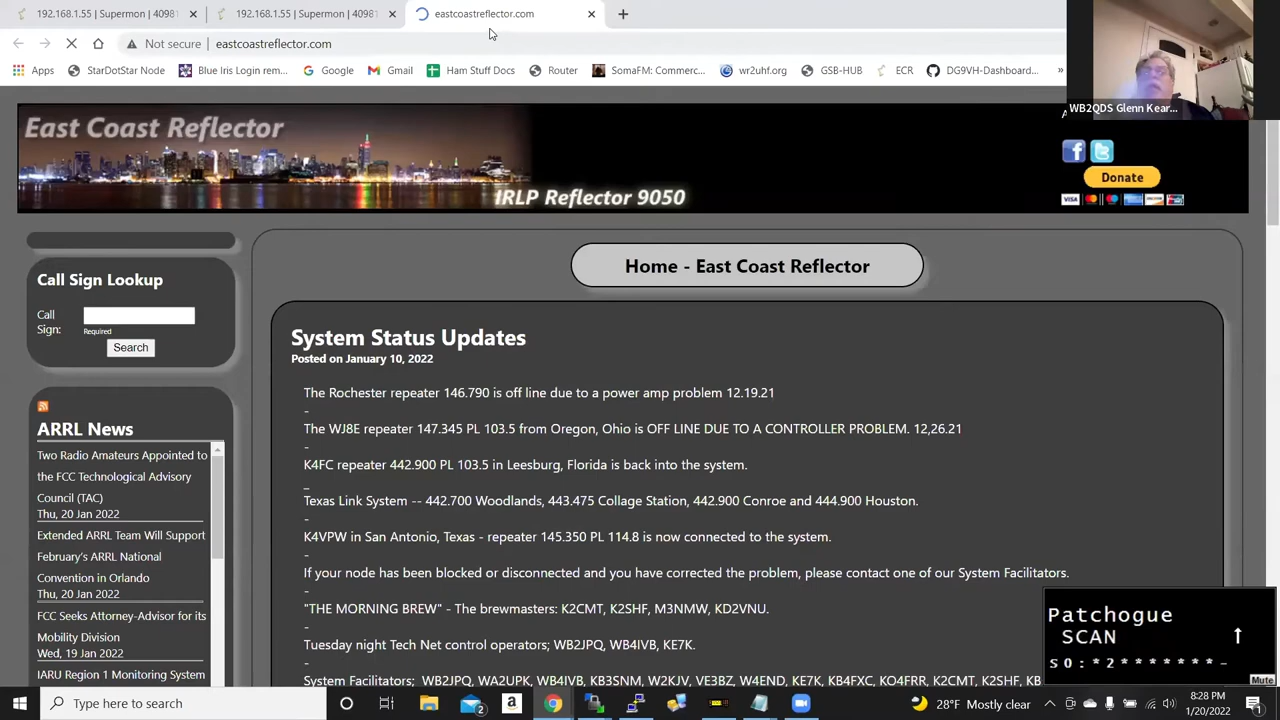 192.168.1.55 | Supermon | 40981
192.168.1.55 | Supermon | 40981
eastcoastreflector.com
Not secure
eastcoastreflector.com
Apps
StarDotStar Node
Blue Iris Login rem...
Google
Gmail
Ham Stuff Docs
Router
SomaFM: Commerc...
wr2uhf.org
GSB-HUB
ECR
DG9VH-Dashboard...
WB2QDS Glenn Kear...
East Coast Reflector
IRLP Reflector 9050
Donate
VISA
Call Sign Lookup
Call
Sign:
Required
Search
ARRL News
Two Radio Amateurs Appointed to
the FCC Technological Advisory
Council (TAC)
Thu, 20 Jan 2022
Extended ARRL Team Will Support
February's ARRL National
Convention in Orlando
Thu, 20 Jan 2022
FCC Seeks Attorney-Advisor for its
Mobility Division
Wed, 19 Jan 2022
IARU Region 1 Monitoring System
Home - East Coast Reflector
System Status Updates
Posted on January 10, 2022
The Rochester repeater 146.790 is off line due to a power amp problem 12.19.21
-
The WJ8E repeater 147.345 PL 103.5 from Oregon, Ohio is OFF LINE DUE TO A CONTROLLER PROBLEM. 12,26.21
-
K4FC repeater 442.900 PL 103.5 in Leesburg, Florida is back into the system.
_
Texas Link System -- 442.700 Woodlands, 443.475 Collage Station, 442.900 Conroe and 444.900 Houston.
-
K4VPW in San Antonio, Texas - repeater 145.350 PL 114.8 is now connected to the system.
-
If your node has been blocked or disconnected and you have corrected the problem, please contact one of our System Facilitators.
-
"THE MORNING BREW" - The brewmasters: K2CMT, K2SHF, M3NMW, KD2VNU.
-
Tuesday night Tech Net control operators; WB2JPQ, WB4IVB, KE7K.
-
System Facilitators; WB2JPQ, WA2UPK, WB4IVB, KB3SNM, W2KJV, VE3BZ, W4END, KE7K, KB4FXC, KO4FRR, K2CMT, K2SHF, KB
Patchogue
SCAN
S0:*2*******-
Mute
Type here to search
2
28°F Mostly clear
8:28 PM
1/20/2022
1